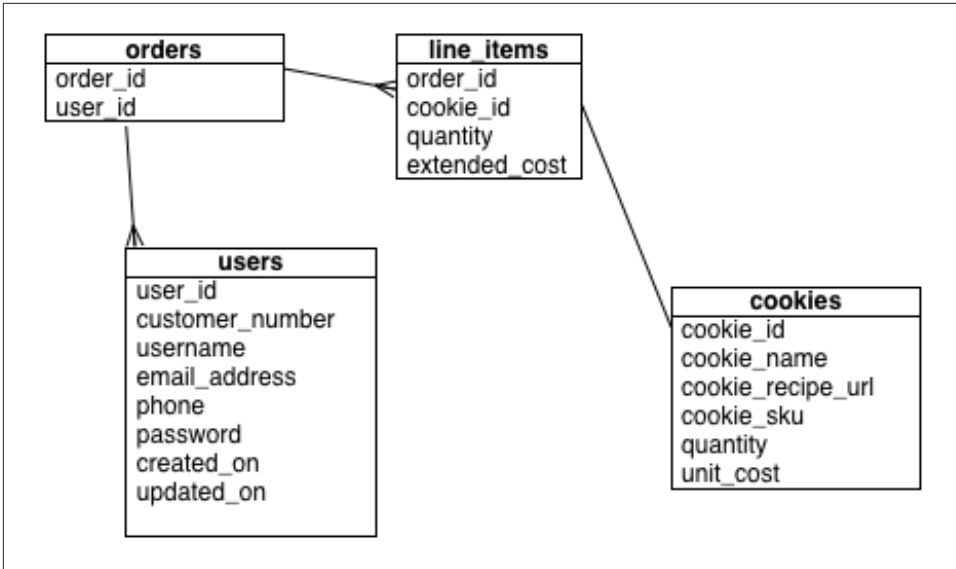 orders
order_id
user_id
line_items
order_id
cookie_id
quantity
extended_cost
users
user_id
customer_number
username
email_address
phone
password
created_on
updated_on
cookies
cookie_id
cookie_name
cookie_recipe_url
cookie_sku
quantity
unit_cost